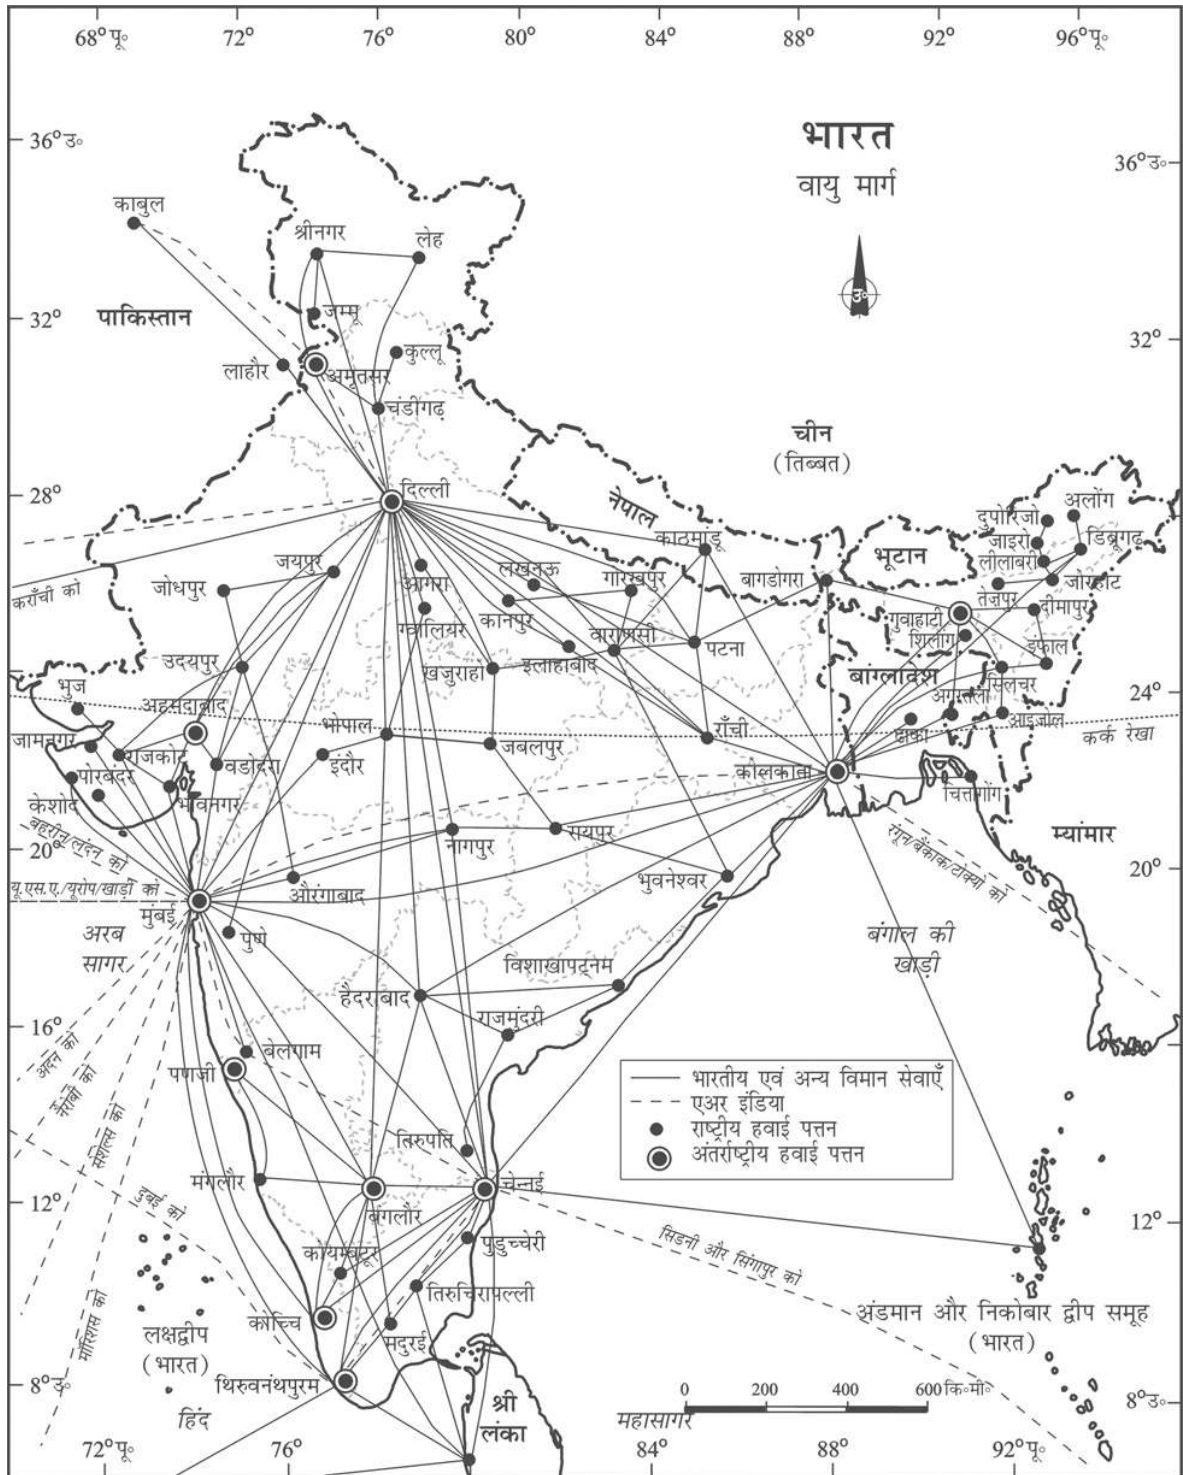 68° पू॰ 72° 76° 80° 84° 88° 92° 96° पू॰
36° उ॰
भारत
वायु मार्ग
36° उ॰
काबुल
श्रीनगर
लेह
उ॰
32°
पाकिस्तान
जम्मू
32°
लाहौर
अमृतसर
कुल्लू
चंडीगढ़
चीन
(तिब्बत)
28°
दिल्ली
नेपाल
काठमांडू
भूटान
अलोंग
दुपोरिजो
जाइरो
डिब्रूगढ़
लीलाबरी
जोरहाट
तेजपुर
दीमापुर
28°
कराँची को
जोधपुर
जयपुर
आगरा
ग्वालियर
लखनऊ
कानपुर
गोरखपुर
वाराणसी
इलाहाबाद
पटना
बागडोगरा
गुवाहाटी
शिलांग
इंफाल
उदयपुर
खजुराहो
बांग्लादेश
सिलचर
24°
भुज
अहमदाबाद
भोपाल
राँची
अगरतला
ढाका
आइजोल
कर्क रेखा
जामनगर
राजकोट
वडोदरा
इंदौर
जबलपुर
कोलकाता
चित्तागोंग
पोरबंदर
भावनगर
केशोद
20°
बहरीन/लंदन को
नागपुर
रायपुर
रंगून/बैंकाक/टोक्यो को
म्यांमार
यू.एस.ए./यूरोप/खाड़ी को
औरंगाबाद
भुवनेश्वर
20°
मुंबई
अरब
सागर
पुणे
बंगाल की
खाड़ी
विशाखापट्नम
हैदराबाद
राजमुंदरी
16°
अदन को
नैरोबी को
बेलगाम
पणजी
भारतीय एवं अन्य विमान सेवाएँ
एअर इंडिया
राष्ट्रीय हवाई पत्तन
अंतर्राष्ट्रीय हवाई पत्तन
तिरुपति
12°
दुबई को
मंगलौर
बंगलौर
चेन्नई
12°
सिडनी और सिंगापुर को
कोयम्बटूर
पुडुच्चेरी
तिरुचिरापल्ली
मॉरिशस को
कोच्चि
मदुरई
लक्षद्वीप
(भारत)
अंडमान और निकोबार द्वीप समूह
(भारत)
8° उ॰
थिरुवनंथपुरम
0 200 400 600 कि॰मी॰
8° उ॰
हिंद
श्री
लंका
महासागर
72° पू॰ 76° 84° 88° 92° पू॰